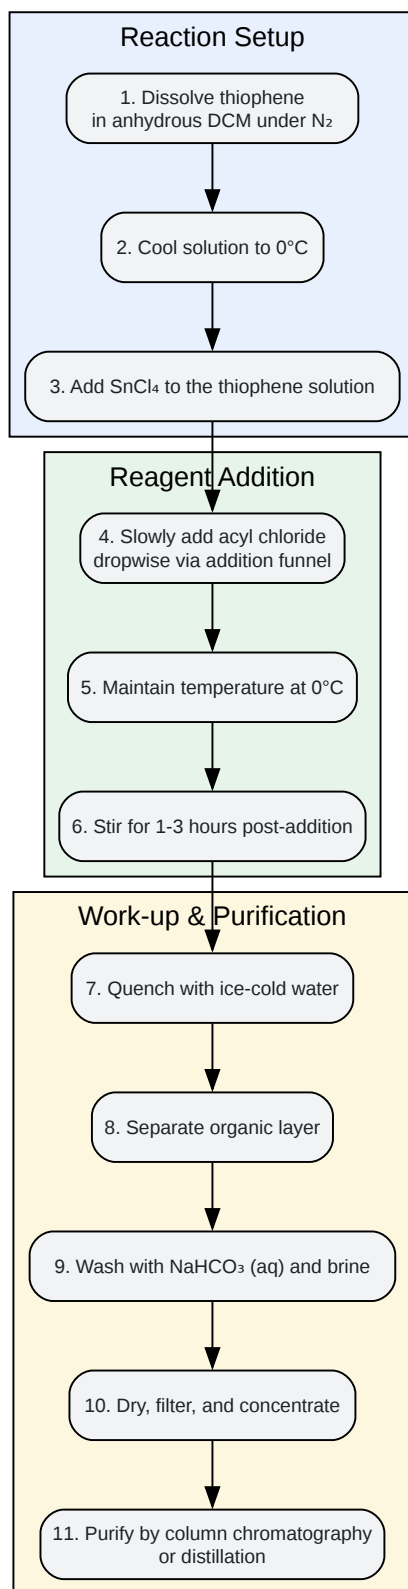 Reaction Setup
1. Dissolve thiophene
in anhydrous DCM under N₂
2. Cool solution to 0°C
3. Add SnCl₄ to the thiophene solution
Reagent Addition
4. Slowly add acyl chloride
dropwise via addition funnel
5. Maintain temperature at 0°C
6. Stir for 1-3 hours post-addition
Work-up & Purification
7. Quench with ice-cold water
8. Separate organic layer
9. Wash with NaHCO₃ (aq) and brine
10. Dry, filter, and concentrate
11. Purify by column chromatography
or distillation